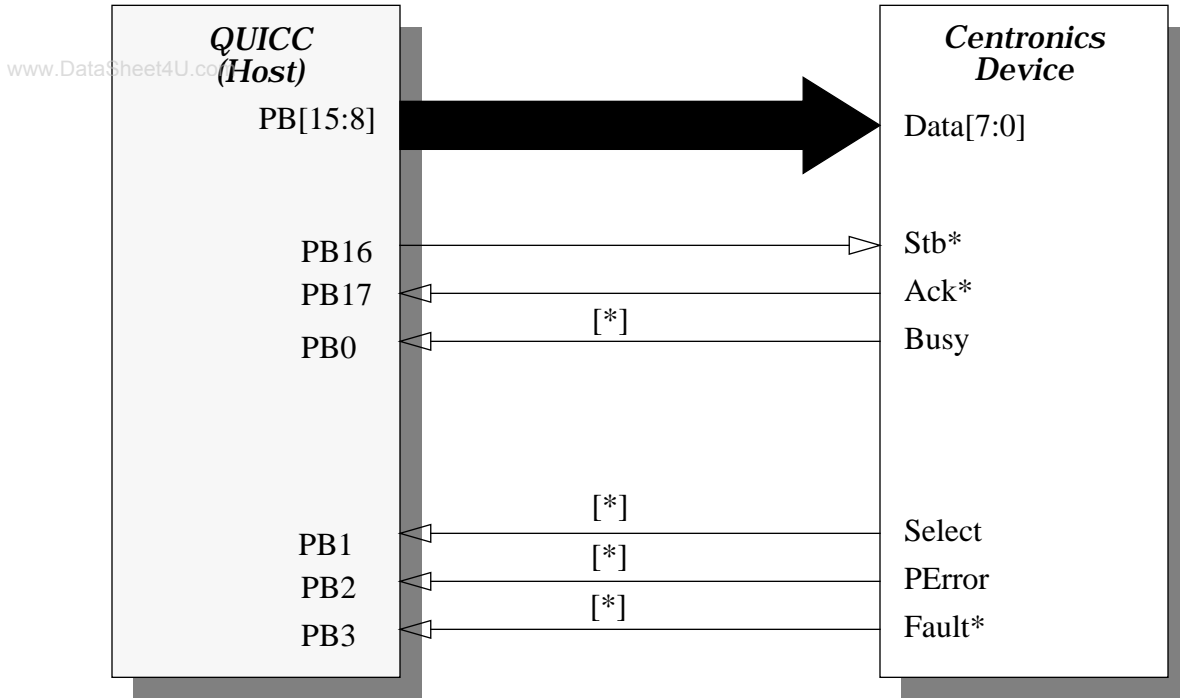 QUICC
(Host)
www.DataSheet4U.com
Centronics
Device
PB[15:8]
Data[7:0]
PB16
Stb*
PB17
Ack*
[*]
PB0
Busy
[*]
PB1
Select
[*]
PB2
PError
[*]
PB3
Fault*